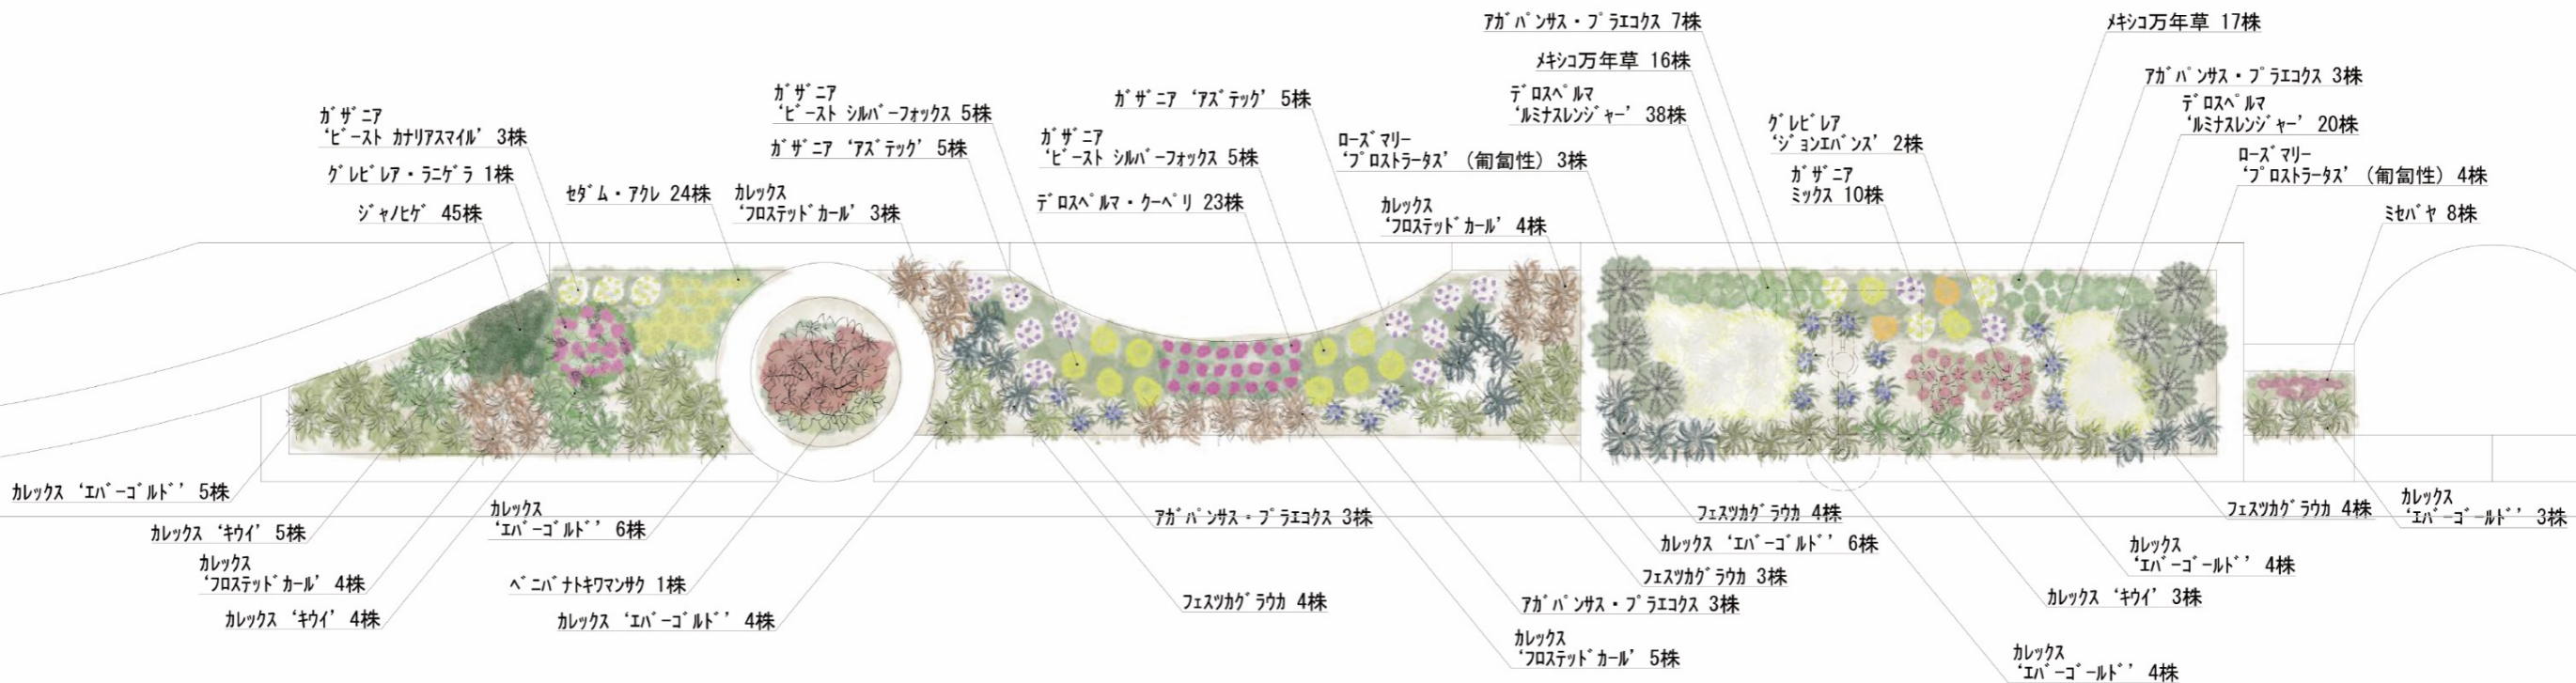 アガパンサス・プラエコクス 7株
メキシコ万年草 17株
メキシコ万年草 16株
アガパンサス・プラエコクス 3株
ガザニア
‘ビースト シルバーフォックス 5株
ガザニア ‘アズテック’ 5株
デロスペルマ
‘ルミナスレンジャー’ 38株
デロスペルマ
‘ルミナスレンジャー’ 20株
ガザニア
‘ビースト カナリアスマイル’ 3株
ガザニア ‘アズテック’ 5株
ガザニア
‘ビースト シルバーフォックス 5株
ローズマリー
‘プロストラータス’（匍匐性）3株
グレビレア
‘ジョンエバンス’ 2株
ローズマリー
‘プロストラータス’（匍匐性）4株
グレビレア・ラニゲラ 1株
ガザニア
ミックス 10株
セダム・アクレ 24株
カレックス
‘フロステッドカール’ 3株
デロスペルマ・クーペリ 23株
カレックス
‘フロステッドカール’ 4株
ジャノヒゲ 45株
ミセバヤ 8株
カレックス ‘エバーゴルド’ 5株
カレックス ‘キウイ’ 5株
カレックス
‘エバーゴルド’ 6株
アガパンサス・プラエコクス 3株
フェスツカグラウカ 4株
フェスツカグラウカ 4株
カレックス
‘エバーゴールド’ 3株
カレックス
‘フロステッドカール’ 4株
ベニバナトキワマンサク 1株
カレックス ‘エバーゴルド’ 6株
カレックス
‘エバーゴールド’ 4株
フェスツカグラウカ 3株
カレックス ‘キウイ’ 4株
カレックス ‘エバーゴルド’ 4株
フェスツカグラウカ 4株
アガパンサス・プラエコクス 3株
カレックス ‘キウイ’ 3株
カレックス
‘フロステッドカール’ 5株
カレックス
‘エバーゴールド’ 4株